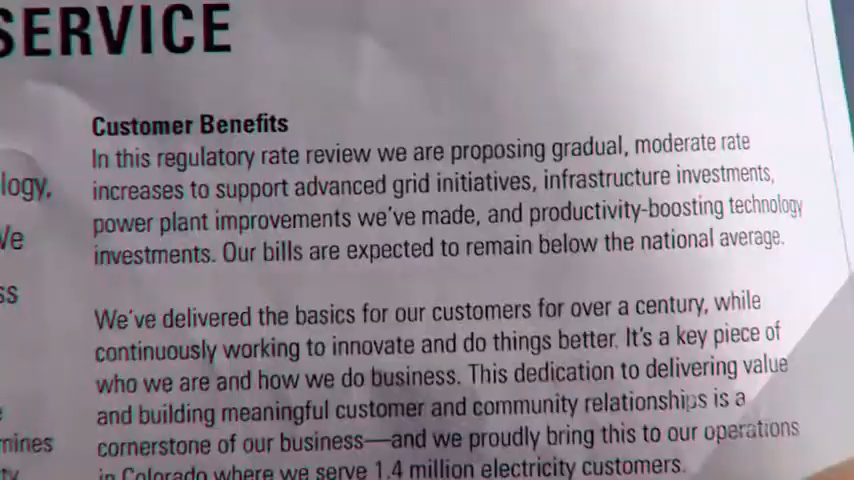 SERVICE
logy.
We
ss
mines
Customer Benefits
In this regulatory rate review we are proposing gradual, moderate rate
increases to support advanced grid initiatives, infrastructure investments,
power plant improvements we've made, and productivity-boosting technology
investments. Our bills are expected to remain below the national average.
We've delivered the basics for our customers for over a century, while
continuously working to innovate and do things better. It's a key piece of
who we are and how we do business. This dedication to delivering value
and building meaningful customer and community relationships is a
cornerstone of our business—and we proudly bring this to our operations
in Colorado where we serve 1.4 million electricity customers.